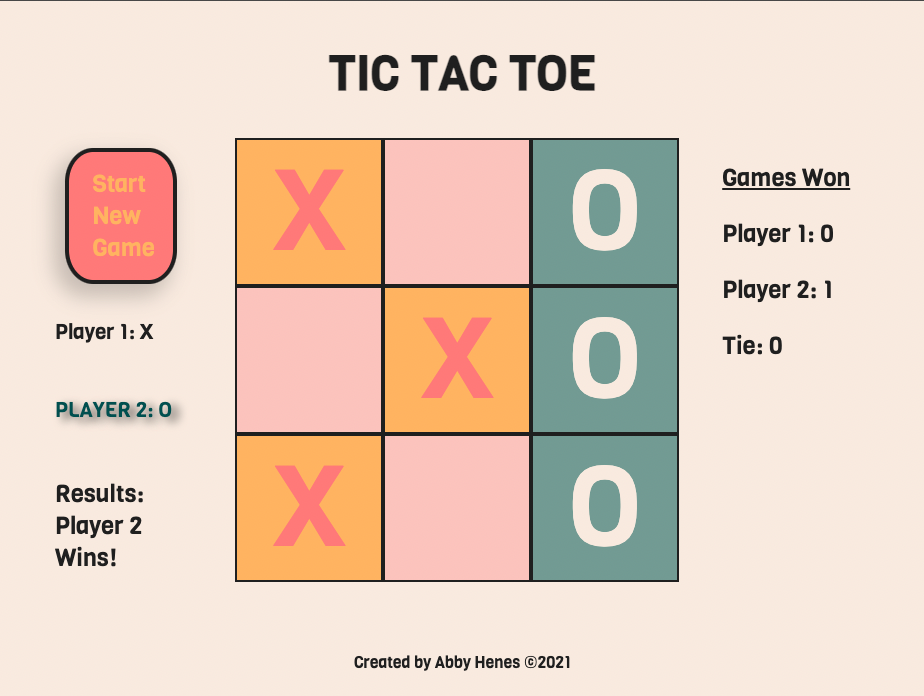 TIC TAC TOE
Start
New
Game
Player 1: X
PLAYER 2: O
Results:
Player 2
Wins!
X O
X O
X O
Games Won
Player 1: 0
Player 2: 1
Tie: 0
Created by Abby Henes ©2021